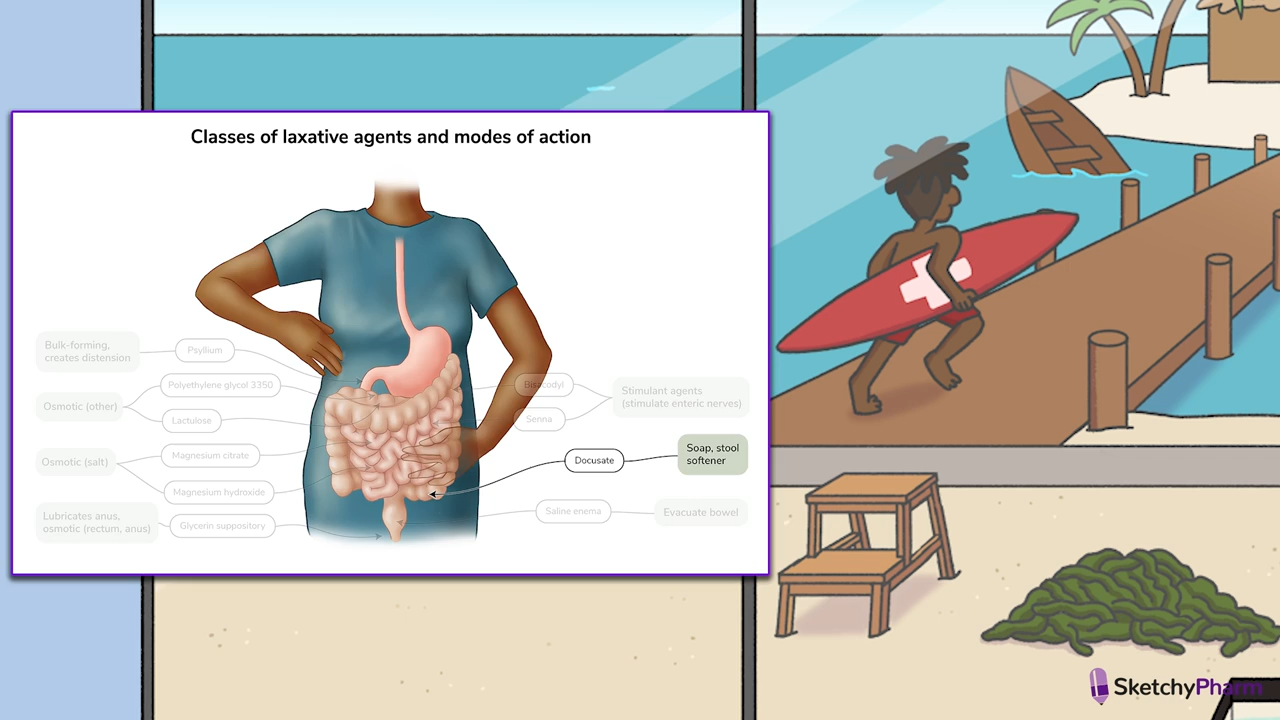 Classes of laxative agents and modes of action
Bulk-forming,
creates distension
Psyllium
Osmotic (other)
Polyethylene glycol 3350
Lactulose
Osmotic (salt)
Magnesium citrate
Magnesium hydroxide
Lubricates anus,
osmotic (rectum, anus)
Glycerin suppository
Bisacodyl
Senna
Stimulant agents
(stimulate enteric nerves)
Docusate
Soap, stool
softener
Saline enema
Evacuate bowel
SketchyPharm